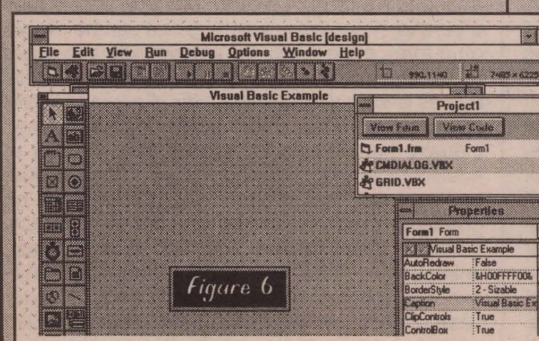 Microsoft Visual Basic [design]
File Edit View Run Debug Options Window Help
990,1140 7485 × 6225
Visual Basic Example
Project1
View Form View Code
Form1.frm Form1
CMDIALOG.VBX
GRID.VBX
Properties
Form1 Form
Visual Basic Example
AutoRedraw False
BackColor &H00FFFF00&
BorderStyle 2 - Sizable
Caption Visual Basic Ex
ClipControls True
ControlBox True
Figure 6